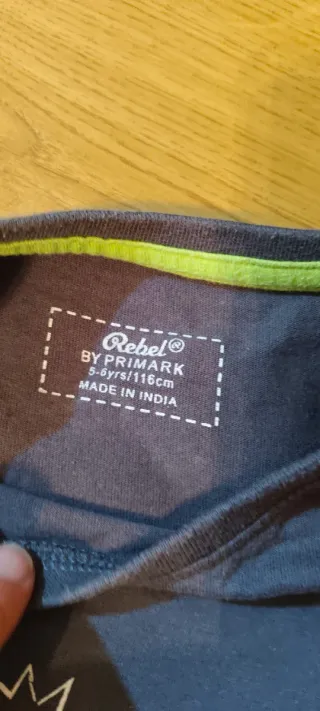 Rebel®
BY PRIMARK
5-6yrs/116cm
MADE IN INDIA